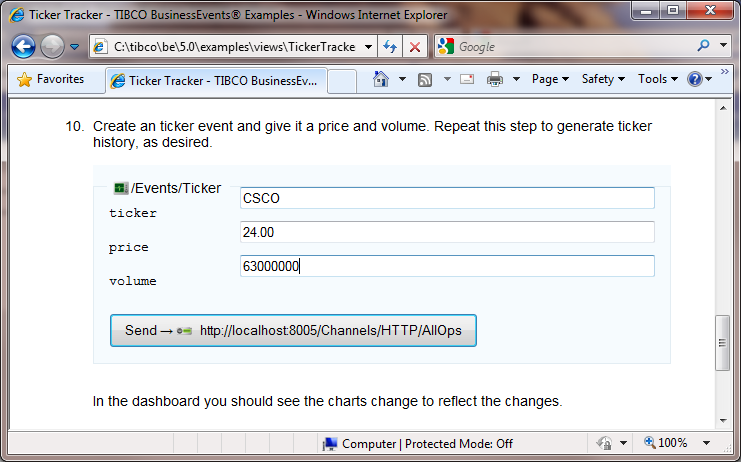 Ticker Tracker - TIBCO BusinessEvents® Examples - Windows Internet Explorer
C:\tibco\be\5.0\examples\views\TickerTracke
Google
Favorites
Ticker Tracker - TIBCO BusinessEv...
Page
Safety
Tools
10. Create an ticker event and give it a price and volume. Repeat this step to generate ticker
history, as desired.
/Events/Ticker
CSCO
ticker
24.00
price
63000000
volume
Send → http://localhost:8005/Channels/HTTP/AllOps
In the dashboard you should see the charts change to reflect the changes.
Computer | Protected Mode: Off
100%